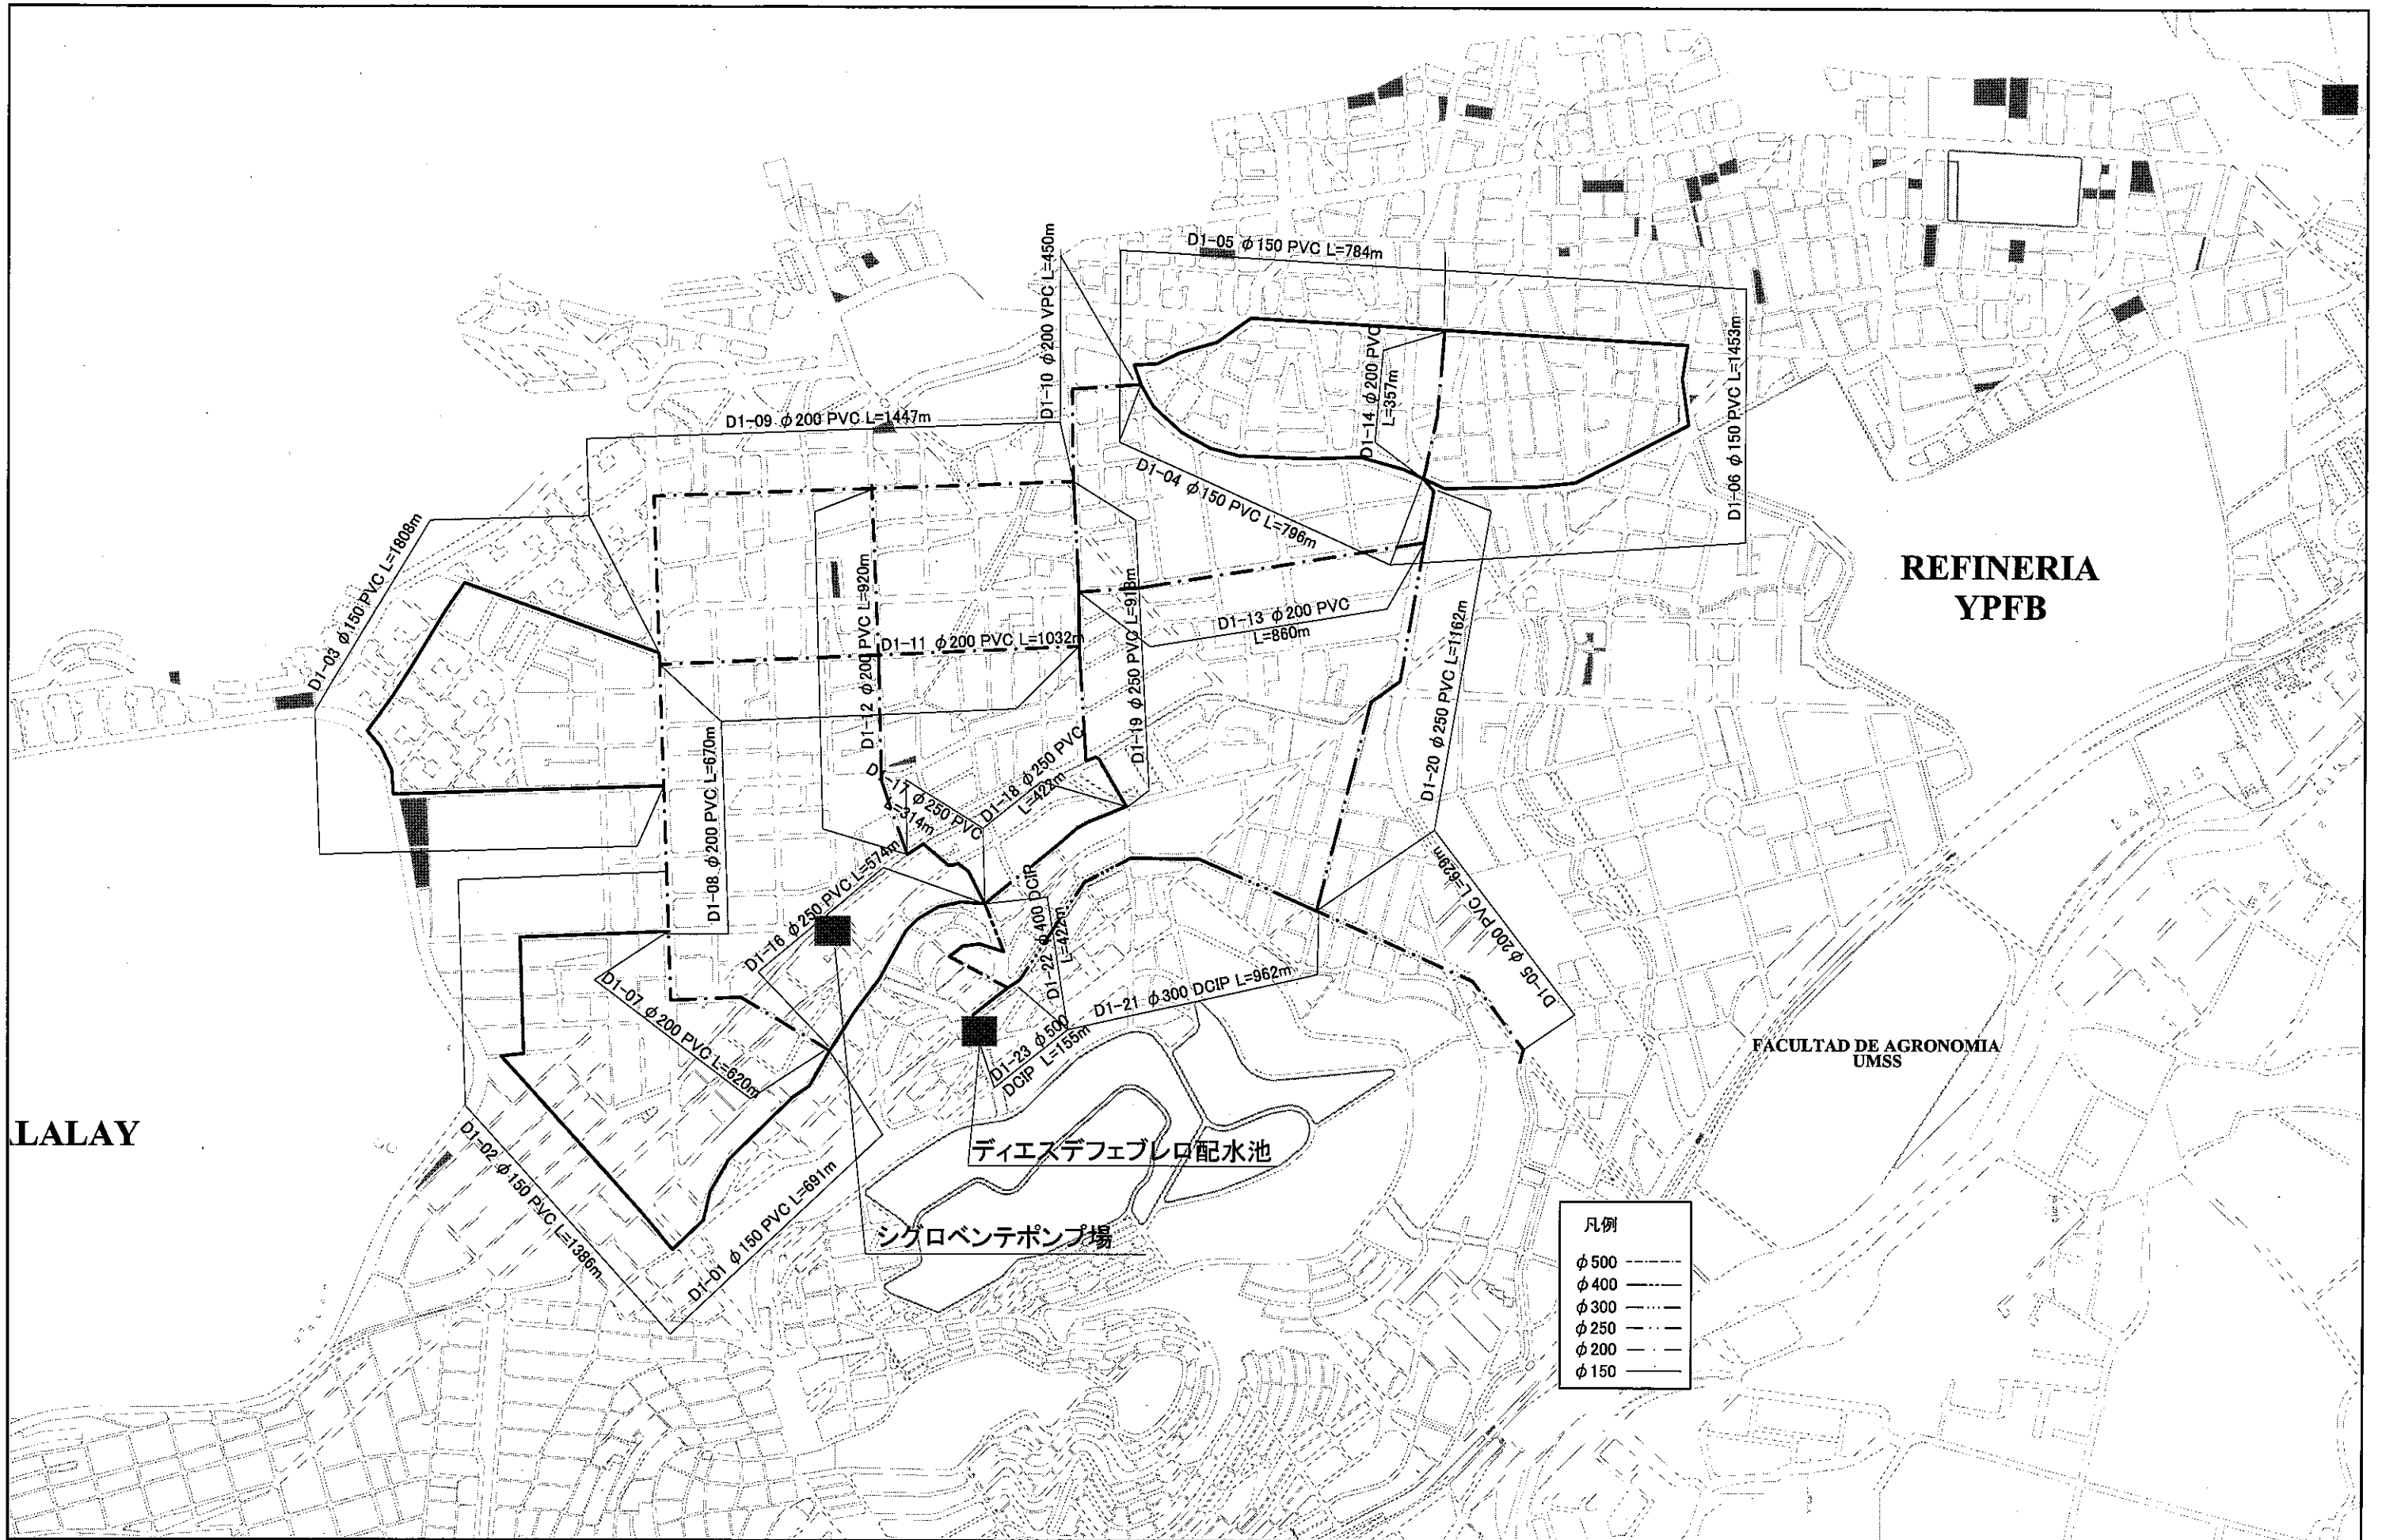 D1-05 φ150 PVC L=784m
D1-10 φ200 VPC L=450m
D1-14 φ200 PVC
L=357m
D1-06 φ150 PVC L=1453m
D1-09 φ200 PVC L=1447m
D1-04 φ150 PVC L=796m
D1-03 φ150 PVC L=1808m
REFINERIA
YPFB
D1-12 φ200 PVC L=920m
D1-11 φ200 PVC L=1032m
D1-19 φ250 PVC L=918m
D1-13 φ200 PVC
L=860m
D1-20 φ250 PVC L=1162m
D1-08 φ200 PVC L=670m
D1-17 φ250 PVC
L=314m
D1-18 φ250 PVC
L=422m
D1-16 φ250 PVC L=574m
D1-22 φ400 DCIP
L=422m
D1-05 φ200 PVC L=629m
D1-07 φ200 PVC L=620m
D1-21 φ300 DCIP L=962m
D1-23 φ500
DCIP L=155m
FACULTAD DE AGRONOMIA
UMSS
LALAY
D1-02 φ150 PVC L=1386m
D1-01 φ150 PVC L=691m
ディエスデフェブレロ配水池
シグロベンテポンプ場
凡例
φ500
φ400
φ300
φ250
φ200
φ150